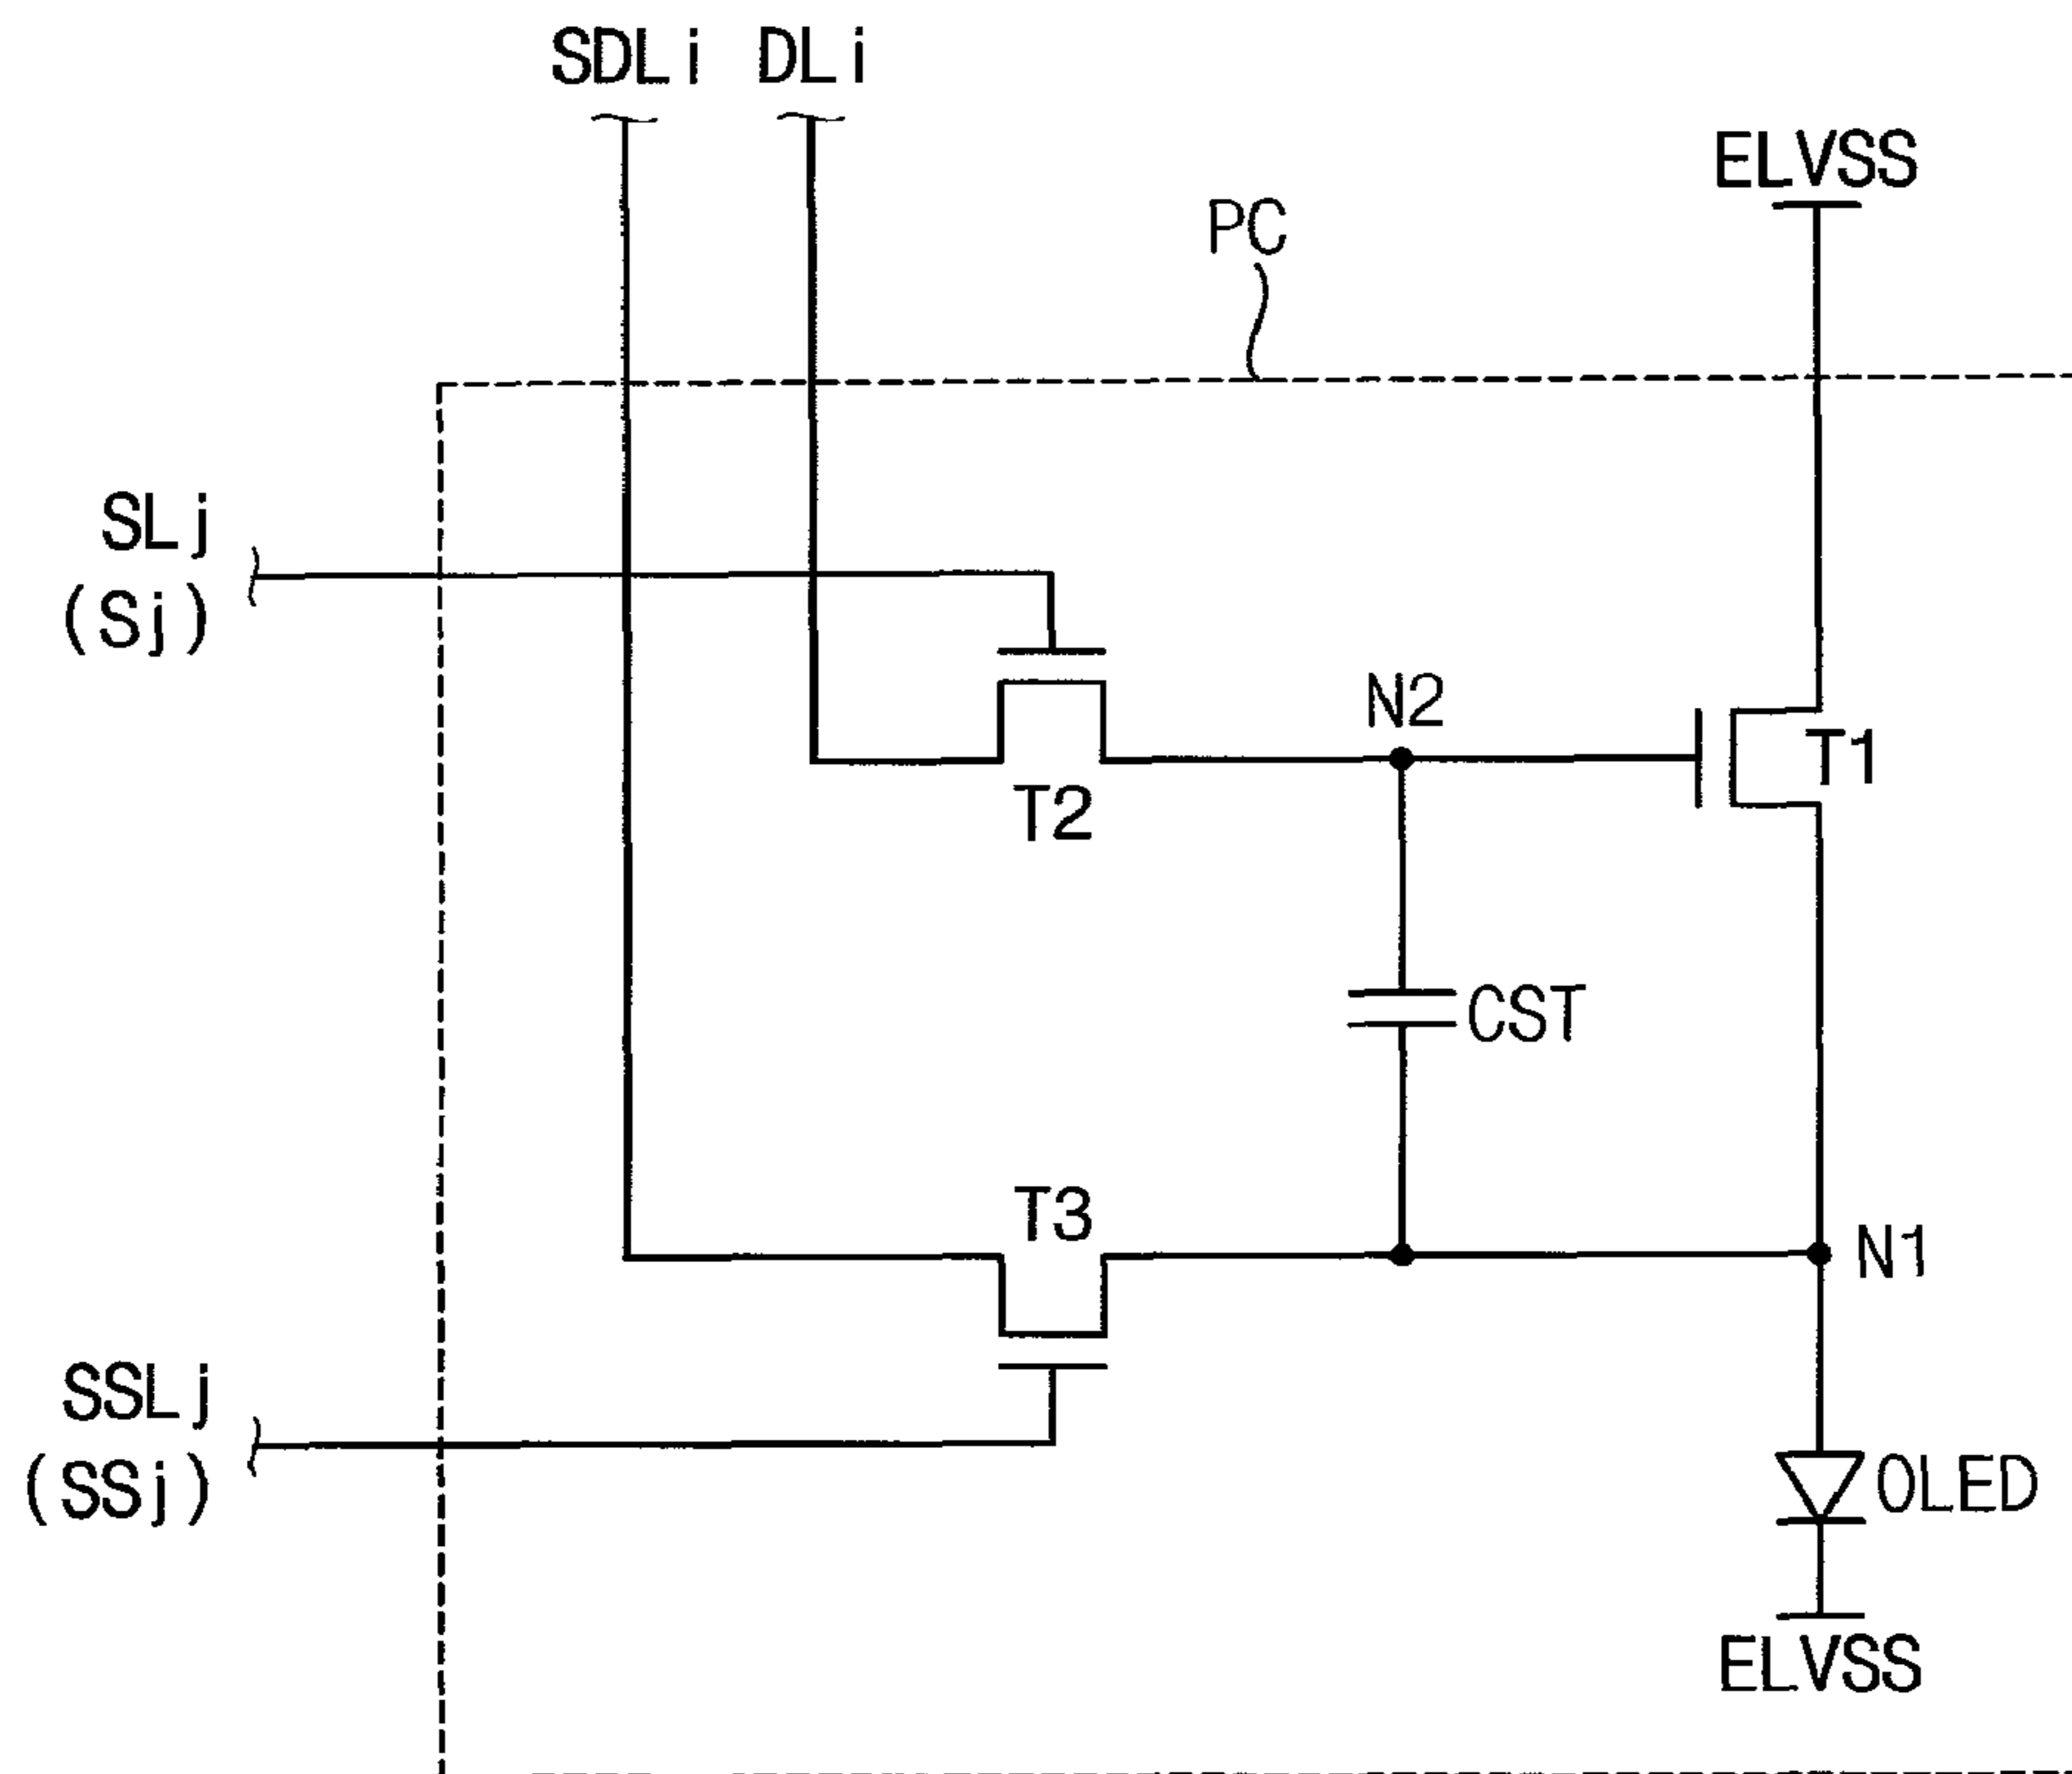 SDLi DLi
ELVSS
PC
SLj
(Sj)
N2
T1
T2
CST
T3
N1
SSLj
(SSj)
OLED
ELVSS